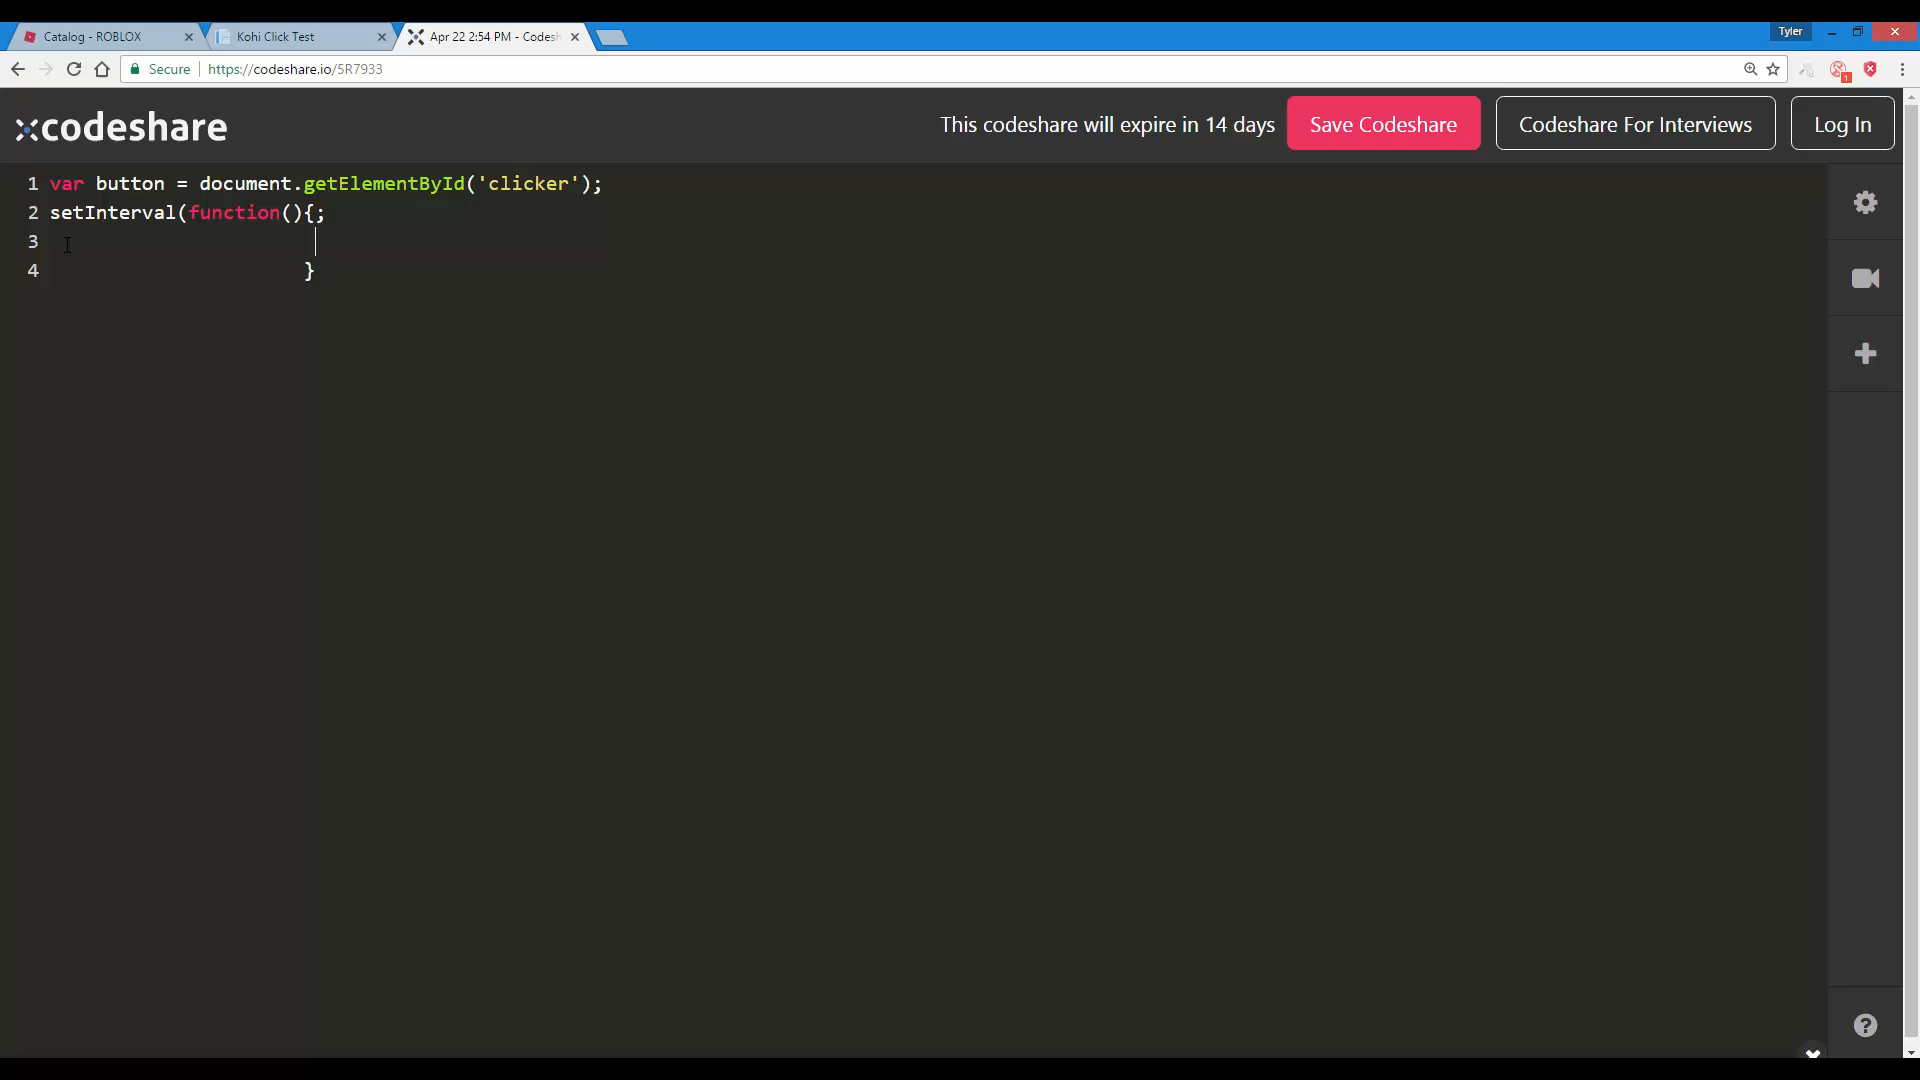 Catalog - ROBLOX
Kohi Click Test
Apr 22 2:54 PM - Codesh
Tyler
Secure
https://codeshare.io/5R7933
1
codeshare
This codeshare will expire in 14 days
Save Codeshare
Codeshare For Interviews
Log In
1 var button = document.getElementById('clicker');
2 setInterval(function(){;
3
4 }